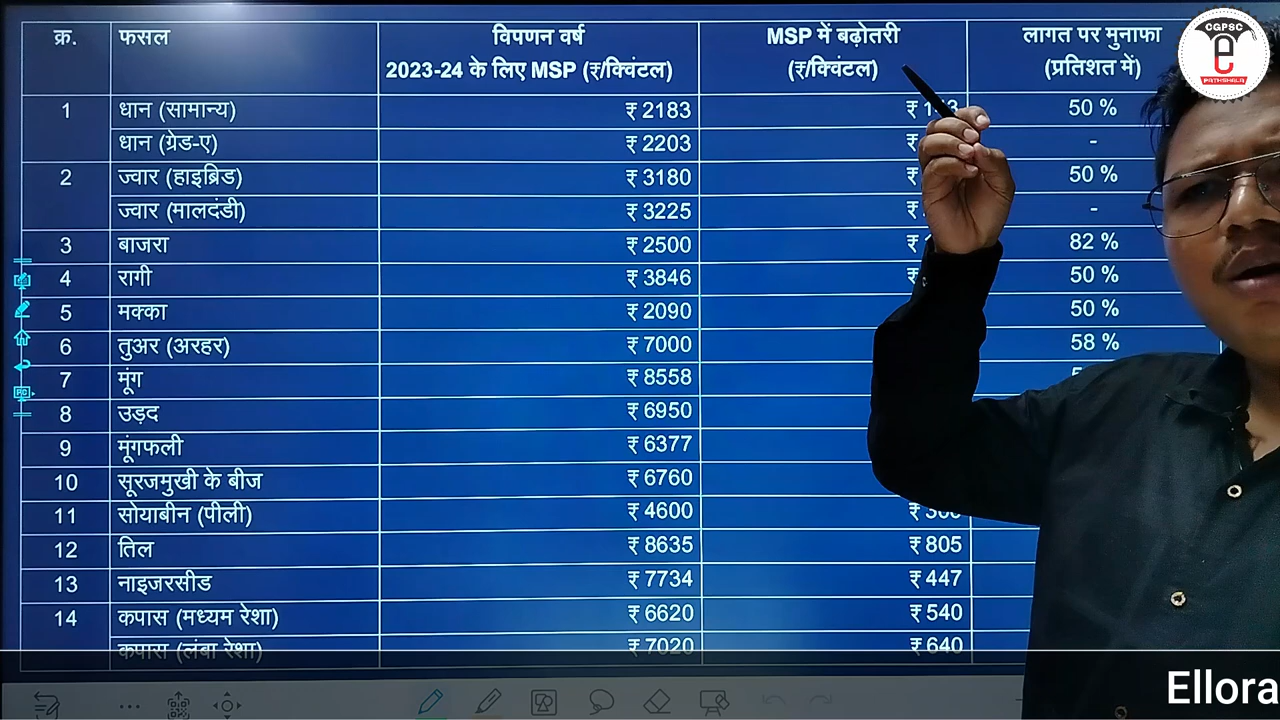 CGPSC
e
PATHSHALA
क्र. फसल विपणन वर्ष MSP में बढ़ोतरी लागत पर मुनाफा
2023-24 के लिए MSP (₹/क्विंटल) (₹/क्विंटल) (प्रतिशत में)
1 धान (सामान्य) ₹ 2183 50 %
धान (ग्रेड-ए) ₹ 2203 -
2 ज्वार (हाइब्रिड) ₹ 3180 50 %
ज्वार (मालदंडी) ₹ 3225 -
3 बाजरा ₹ 2500 82 %
4 रागी ₹ 3846 50 %
5 मक्का ₹ 2090 50 %
6 तुअर (अरहर) ₹ 7000 58 %
7 मूंग ₹ 8558
8 उड़द ₹ 6950
9 मूंगफली ₹ 6377
10 सूरजमुखी के बीज ₹ 6760
11 सोयाबीन (पीली) ₹ 4600 ₹ 300
12 तिल ₹ 8635 ₹ 805
13 नाइजरसीड ₹ 7734 ₹ 447
14 कपास (मध्यम रेशा) ₹ 6620 ₹ 540
कपास (लंबा रेशा) ₹ 7020 ₹ 640
Ellora